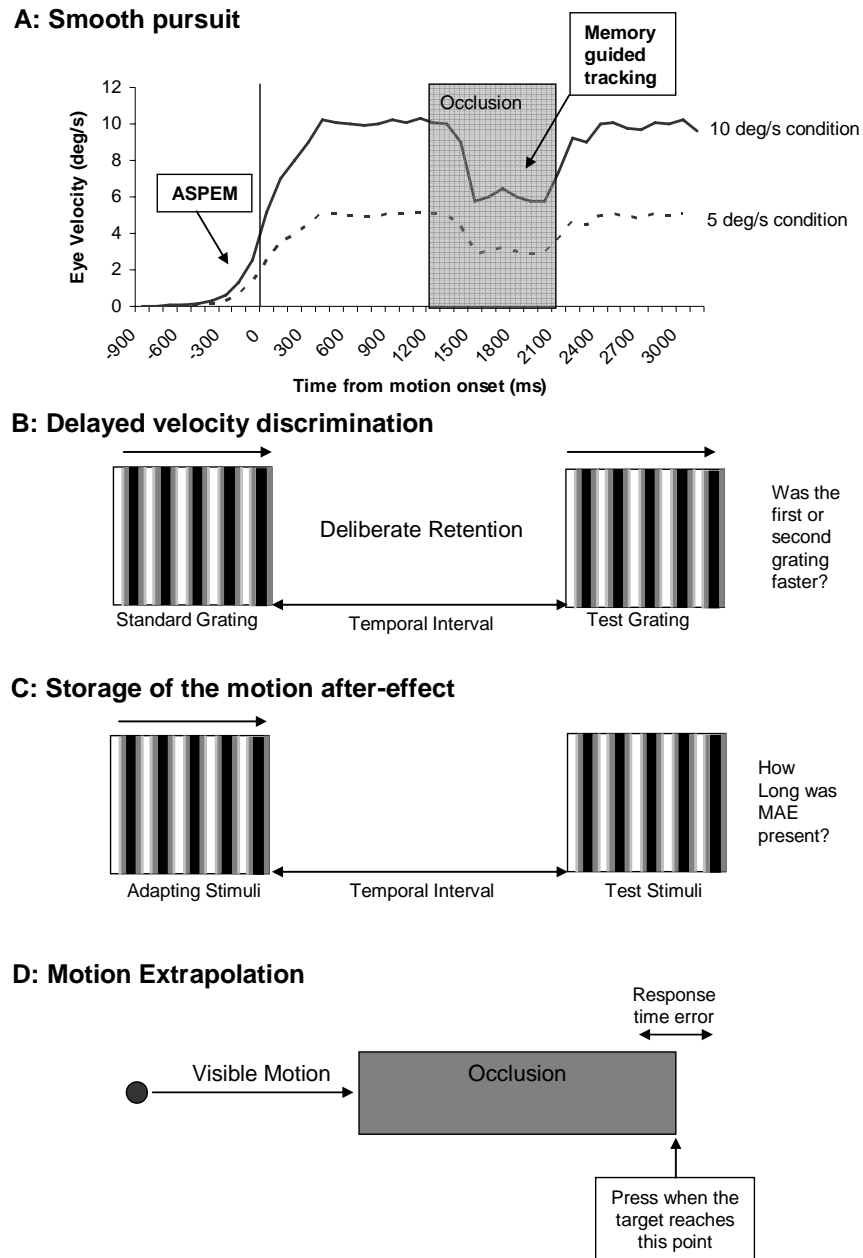 A: Smooth pursuit
Memory
guided
tracking
12
10
8
6
4
2
0
Eye Velocity (deg/s)
ASPEM
Occlusion
10 deg/s condition
5 deg/s condition
-900
-600
-300
0
300
600
900
1200
1500
1800
2100
2400
2700
3000
Time from motion onset (ms)
B: Delayed velocity discrimination
Deliberate Retention
Was the
first or
second
grating
faster?
Standard Grating
Temporal Interval
Test Grating
C: Storage of the motion after-effect
How
Long was
MAE
present?
Adapting Stimuli
Temporal Interval
Test Stimuli
D: Motion Extrapolation
Response
time error
Visible Motion
Occlusion
Press when the
target reaches
this point